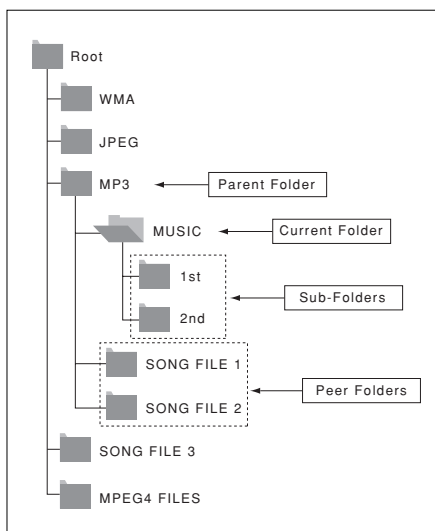 Root
WMA
JPEG
MP3
Parent Folder
MUSIC
Current Folder
1st
2nd
Sub-Folders
SONG FILE 1
SONG FILE 2
Peer Folders
SONG FILE 3
MPEG4 FILES